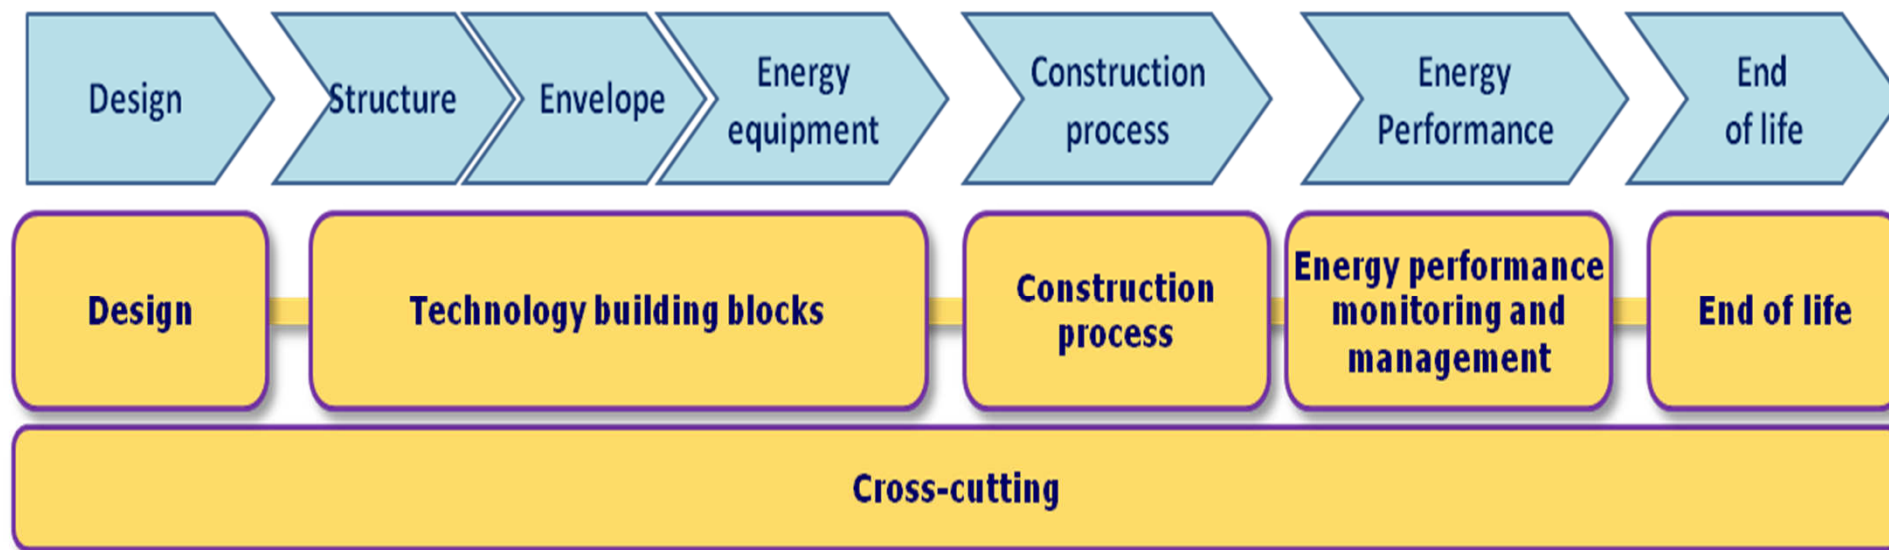 Design
Structure
Envelope
Energy
equipment
Construction
process
Energy
Performance
End
of life
Design
Technology building blocks
Construction
process
Energy performance
monitoring and
management
End of life
Cross-cutting